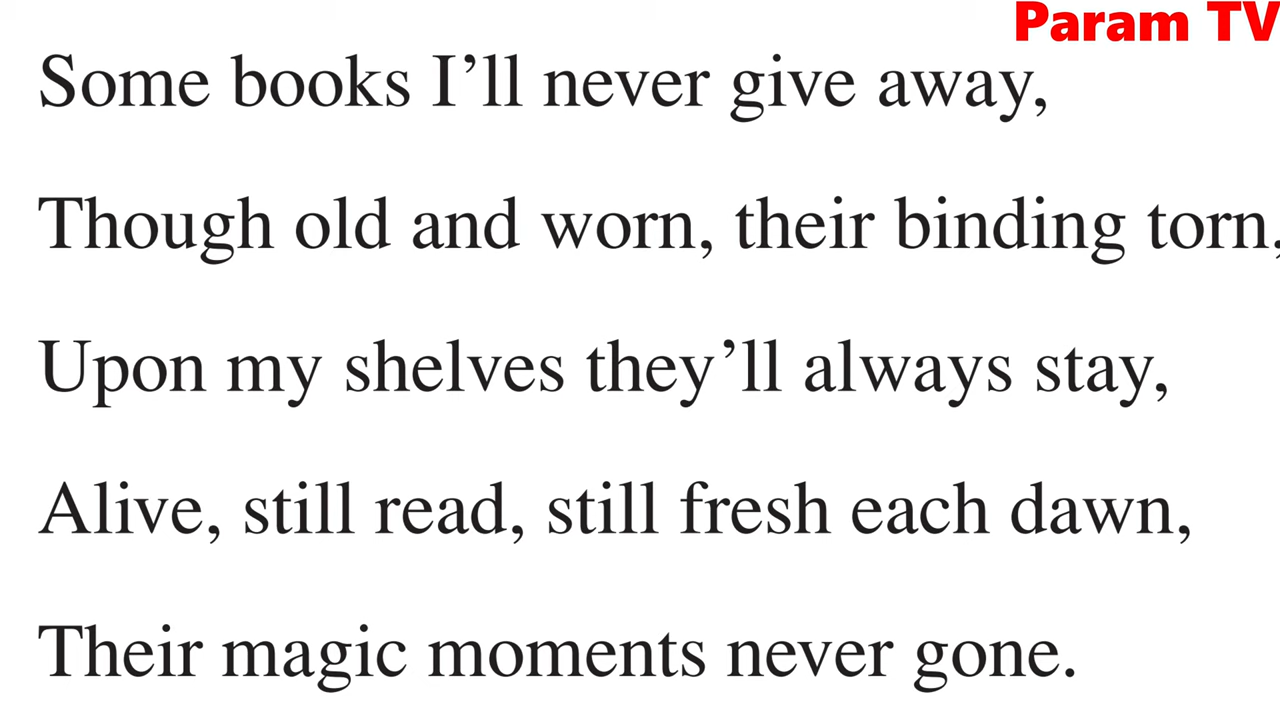 Param TV
Some books I’ll never give away,
Though old and worn, their binding torn,
Upon my shelves they’ll always stay,
Alive, still read, still fresh each dawn,
Their magic moments never gone.